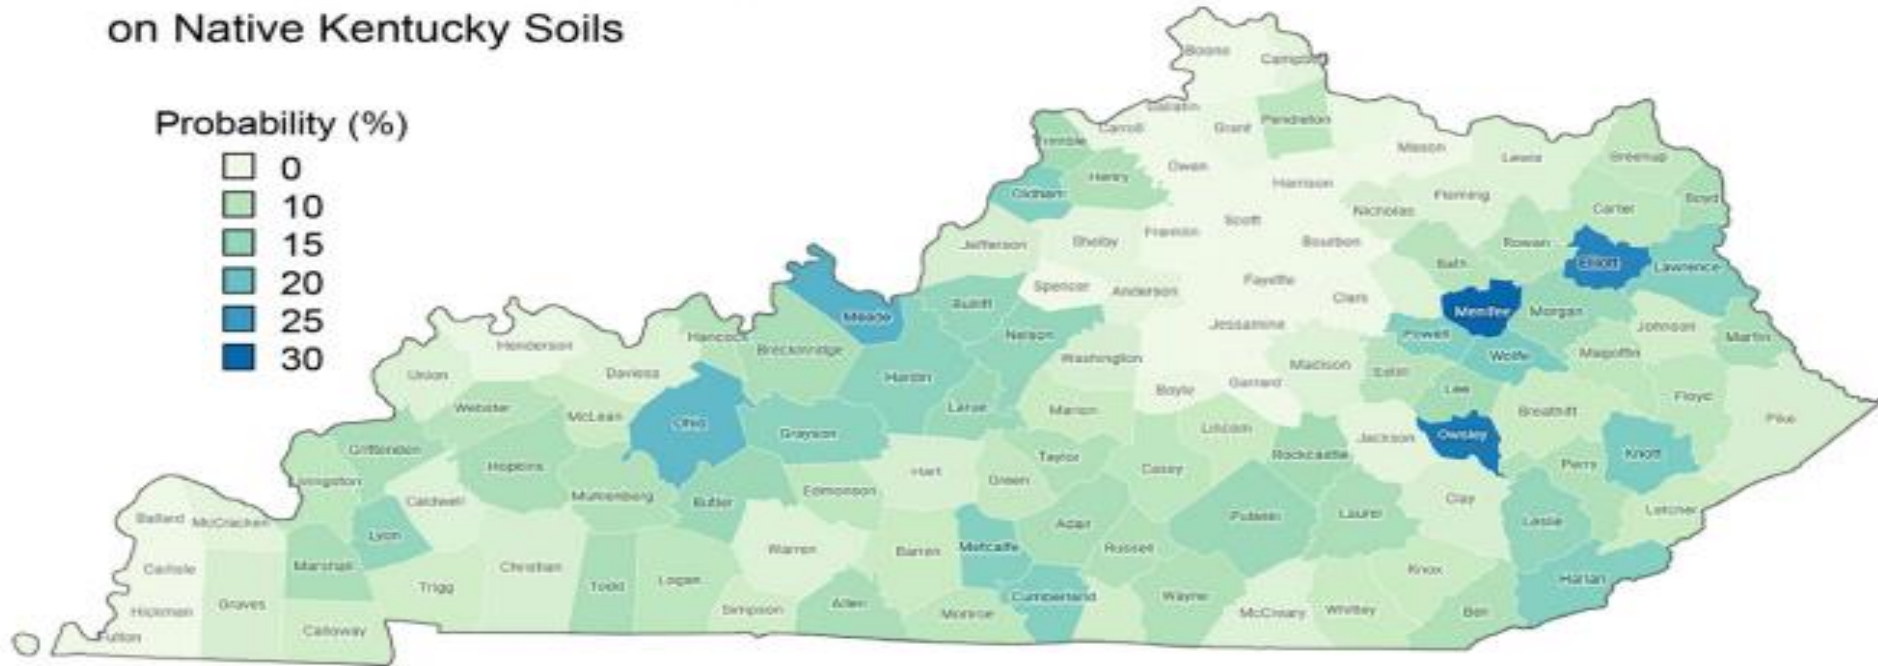 on Native Kentucky Soils
Probability (%)
0
10
15
20
25
30
Boone
Campbell
Gallatin
Carroll
Grant
Pendleton
Trimble
Owen
Mason
Lewis
Greenup
Henry
Harrison
Oldham
Fleming
Nicholas
Carter
Boyd
Scott
Jefferson
Shelby
Franklin
Bourbon
Rowan
Bath
Elliott
Lawrence
Spencer
Anderson
Fayette
Clark
Meade
Bullitt
Menifee
Morgan
Jessamine
Johnson
Nelson
Powell
Martin
Henderson
Hancock
Breckinridge
Washington
Madison
Wolfe
Magoffin
Union
Daviess
Hardin
Boyle
Garrard
Estill
Lee
Floyd
Webster
McLean
Larue
Marion
Breathitt
Pike
Ohio
Grayson
Lincoln
Jackson
Owsley
Crittenden
Hopkins
Hart
Taylor
Casey
Rockcastle
Perry
Knott
Livingston
Muhlenberg
Butler
Edmonson
Green
Caldwell
Clay
Ballard
McCracken
Lyon
Adair
Pulaski
Laurel
Leslie
Letcher
Warren
Barren
Metcalfe
Russell
Carlisle
Marshall
Christian
Todd
Logan
Knox
Harlan
Trigg
Hickman
Graves
Simpson
Allen
Monroe
Cumberland
Wayne
McCreary
Whitley
Bell
Fulton
Calloway